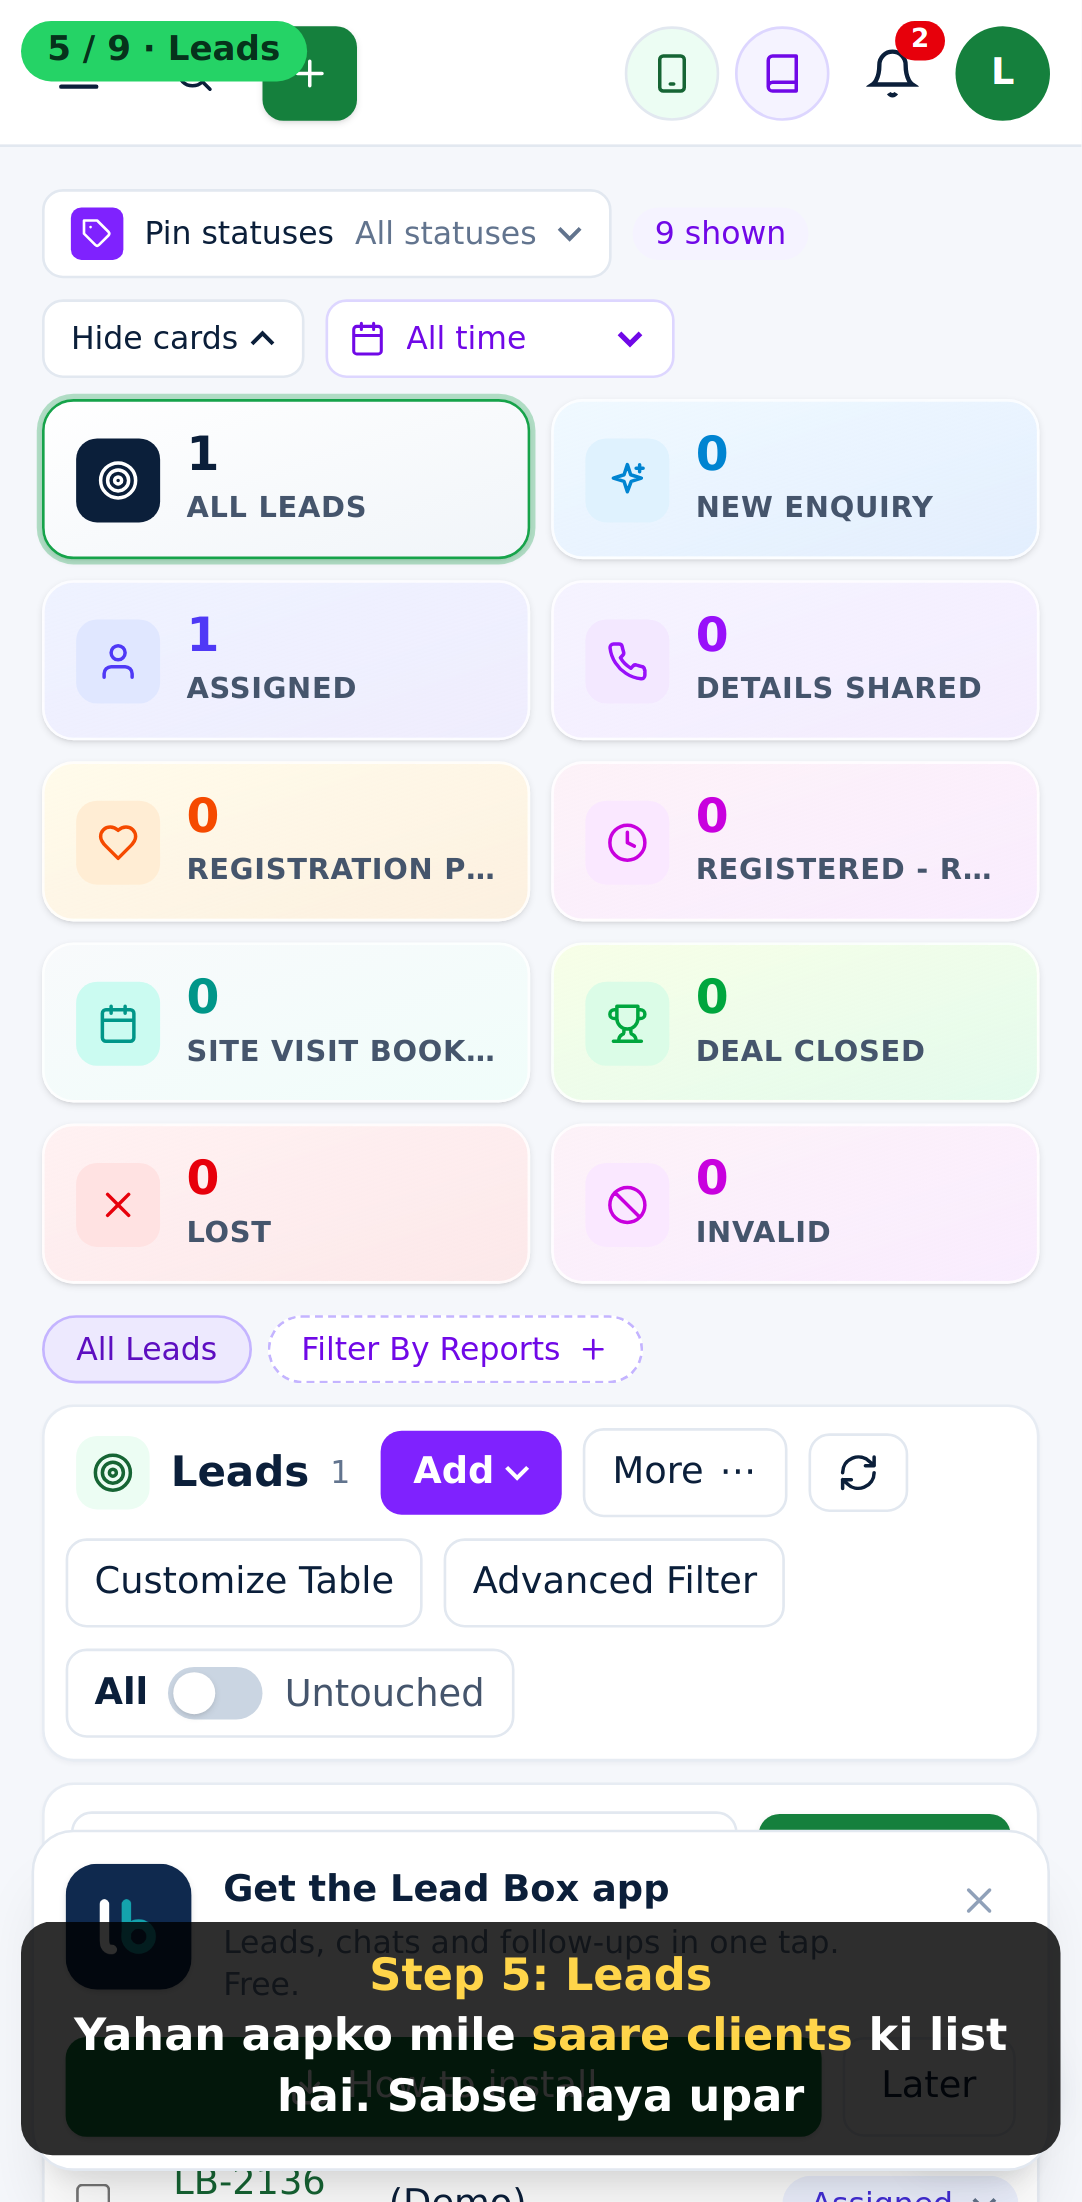 5 / 9 · Leads
2
L
Pin statuses All statuses
9 shown
Hide cards
All time
1
ALL LEADS
0
NEW ENQUIRY
1
ASSIGNED
0
DETAILS SHARED
0
REGISTRATION P...
0
REGISTERED - R...
0
SITE VISIT BOOK...
0
DEAL CLOSED
0
LOST
0
INVALID
All Leads
Filter By Reports +
Leads 1
Add
More ...
Customize Table
Advanced Filter
All Untouched
lb
Get the Lead Box app
Leads, chats and follow-ups in one tap.
Free.
Step 5: Leads
Yahan aapko mile saare clients ki list
hai. Sabse naya upar
How to install
Later
LB-2136
(Demo)
Assigned